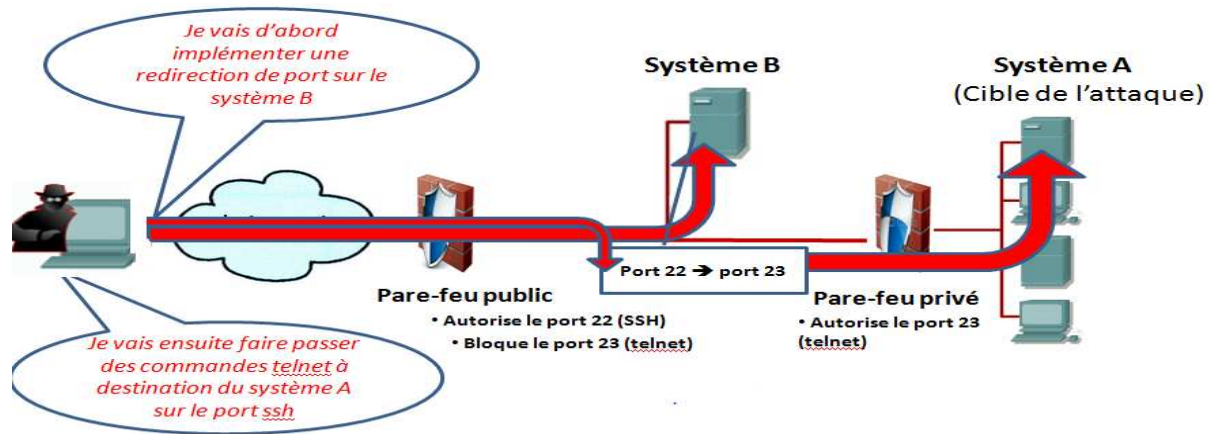 Je vais d’abord
implémenter une
redirection de port sur le
système B
Système B
Système A
(Cible de l’attaque)
Port 22 ➔ port 23
Pare-feu public
• Autorise le port 22 (SSH)
• Bloque le port 23 (telnet)
Pare-feu privé
• Autorise le port 23
(telnet)
Je vais ensuite faire passer
des commandes telnet à
destination du système A
sur le port ssh